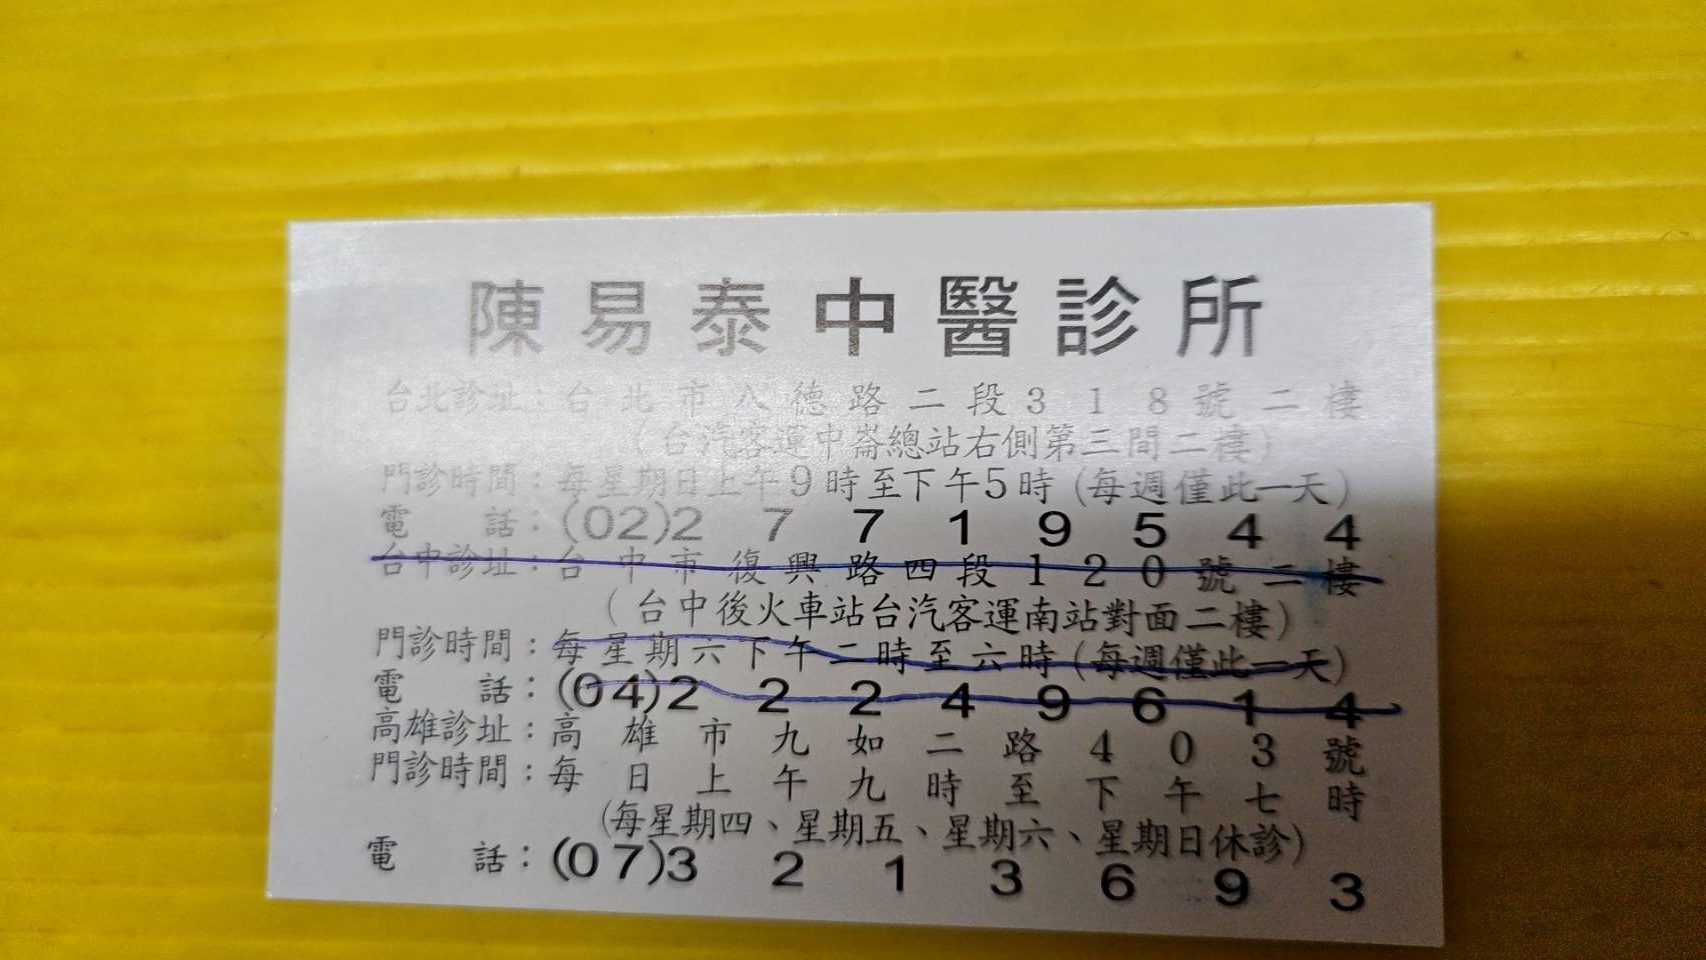 陳易泰中醫診所
台北診址：台北市八德路二段318號二樓
（台汽客運中崙總站右側第三間二樓）
門診時間：每星期日上午9時至下午5時（每週僅此一天）
電話：(02)27719544
台中診址：台中市復興路四段120號二樓
（台中後火車站台汽客運南站對面二樓）
門診時間：每星期六下午二時至六時（每週僅此一天）
電話：(04)22249614
高雄診址：高雄市九如二路403號
門診時間：每日上午九時至下午七時
（每星期四、星期五、星期六、星期日休診）
電話：(07)3213693